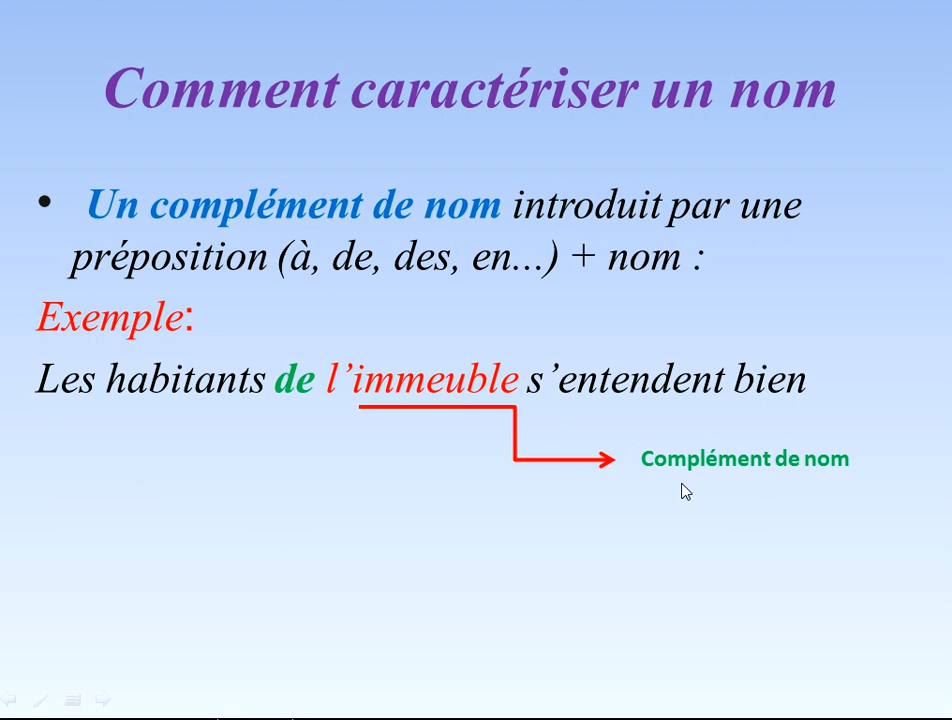 Comment caractériser un nom
• Un complément de nom introduit par une
préposition (à, de, des, en...) + nom :
Exemple:
Les habitants de l’immeuble s’entendent bien
Complément de nom